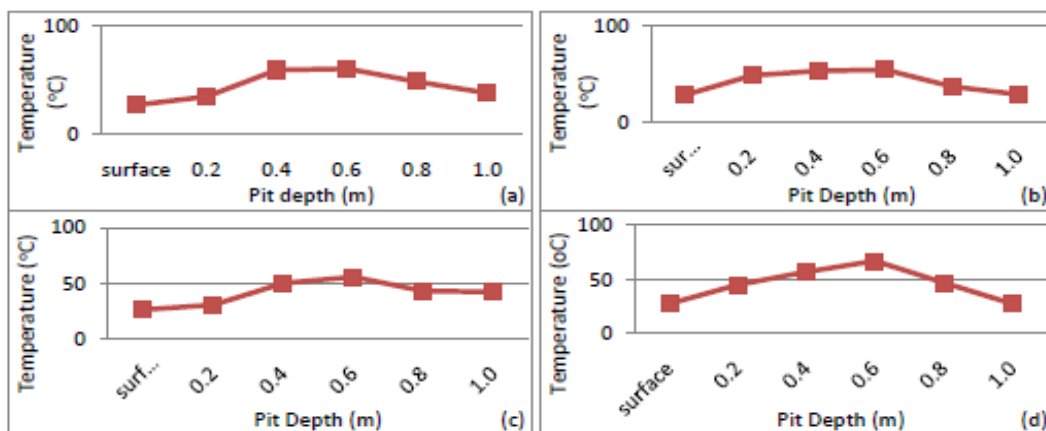 Temperature (ºC)
100
0
surface 0.2 0.4 0.6 0.8 1.0
Pit depth (m)
(a)
Temperature (ºC)
100
0
sur... 0.2 0.4 0.6 0.8 1.0
Pit Depth (m)
(b)
Temperature (ºC)
100
50
0
surf... 0.2 0.4 0.6 0.8 1.0
Pit Depth (m)
(c)
Temperature (oC)
100
50
0
surface 0.2 0.4 0.6 0.8 1.0
Pit Depth (m)
(d)